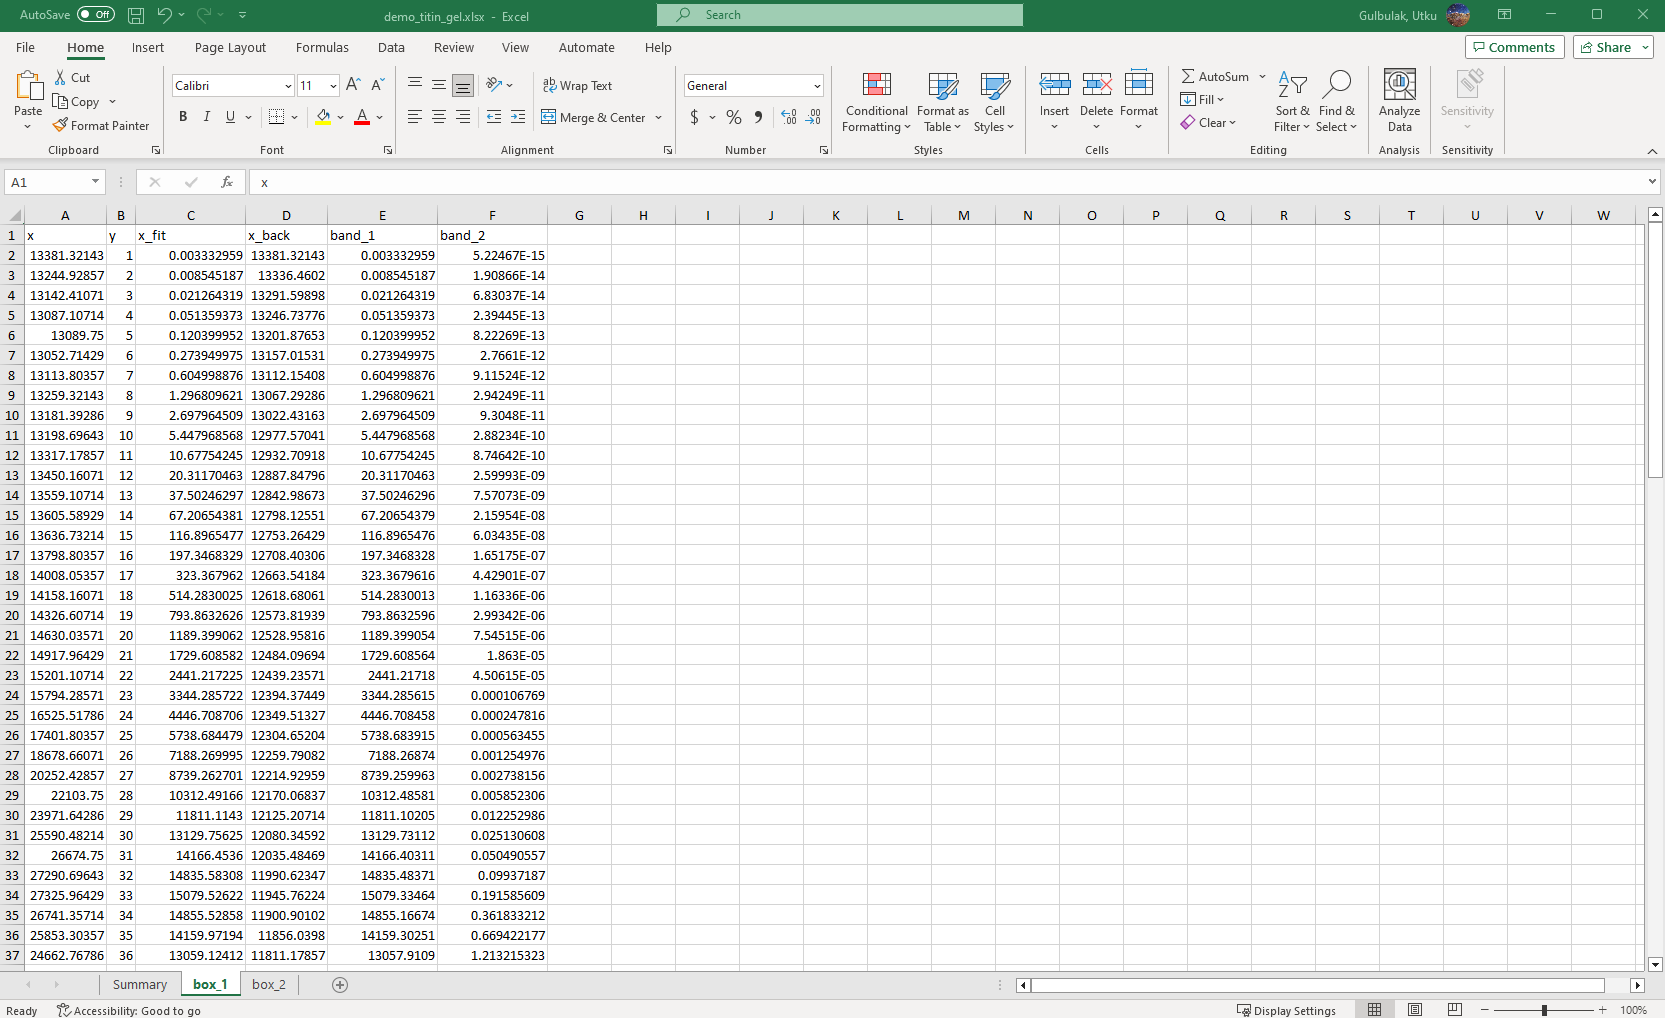 AutoSave Off demo_titin_gel.xlsx - Excel Search Gulbulak, Utku
File Home Insert Page Layout Formulas Data Review View Automate Help Comments Share
Paste Cut Copy Format Painter Clipboard
Calibri 11 B I U A A A Font
Wrap Text Merge & Center Alignment
General $ % Number
Conditional Formatting Format as Table Cell Styles Styles
Insert Delete Format Cells
AutoSum Fill Clear Sort & Filter Find & Select Editing
Analyze Data Analysis
Sensitivity Sensitivity
A1 fx x
A B C D E F G H I J K L M N O P Q R S T U V W
1 x y x_fit x_back band_1 band_2
2 13381.32143 1 0.003332959 13381.32143 0.003332959 5.22467E-15
3 13244.92857 2 0.008545187 13336.4602 0.008545187 1.90866E-14
4 13142.41071 3 0.021264319 13291.59898 0.021264319 6.83037E-14
5 13087.10714 4 0.051359373 13246.73776 0.051359373 2.39445E-13
6 13089.75 5 0.120399952 13201.87653 0.120399952 8.22269E-13
7 13052.71429 6 0.273949975 13157.01531 0.273949975 2.7661E-12
8 13113.80357 7 0.604998876 13112.15408 0.604998876 9.11524E-12
9 13259.32143 8 1.296809621 13067.29286 1.296809621 2.94249E-11
10 13181.39286 9 2.697964509 13022.43163 2.697964509 9.3048E-11
11 13198.69643 10 5.447968568 12977.57041 5.447968568 2.88234E-10
12 13317.17857 11 10.67754245 12932.70918 10.67754245 8.74642E-10
13 13450.16071 12 20.31170463 12887.84796 20.31170463 2.59993E-09
14 13559.10714 13 37.50246297 12842.98673 37.50246296 7.57073E-09
15 13605.58929 14 67.20654381 12798.12551 67.20654379 2.15954E-08
16 13636.73214 15 116.8965477 12753.26429 116.8965476 6.03435E-08
17 13798.80357 16 197.3468329 12708.40306 197.3468328 1.65175E-07
18 14008.05357 17 323.367962 12663.54184 323.3679616 4.42901E-07
19 14158.16071 18 514.2830025 12618.68061 514.2830013 1.16336E-06
20 14326.60714 19 793.8632626 12573.81939 793.8632596 2.99342E-06
21 14630.03571 20 1189.399062 12528.95816 1189.399054 7.54515E-06
22 14917.96429 21 1729.608582 12484.09694 1729.608564 1.863E-05
23 15201.10714 22 2441.217225 12439.23571 2441.21718 4.50615E-05
24 15794.28571 23 3344.285722 12394.37449 3344.285615 0.000106769
25 16525.51786 24 4446.708706 12349.51327 4446.708458 0.000247816
26 17401.80357 25 5738.684479 12304.65204 5738.683915 0.000563455
27 18678.66071 26 7188.269995 12259.79082 7188.26874 0.001254976
28 20252.42857 27 8739.262701 12214.92959 8739.259963 0.002738156
29 22103.75 28 10312.49166 12170.06837 10312.48581 0.005852306
30 23971.64286 29 11811.1143 12125.20714 11811.10205 0.012252986
31 25590.48214 30 13129.75625 12080.34592 13129.73112 0.025130608
32 26674.75 31 14166.4536 12035.48469 14166.40311 0.050490557
33 27290.69643 32 14835.58308 11990.62347 14835.48371 0.09937187
34 27325.96429 33 15079.52622 11945.76224 15079.33464 0.191585609
35 26741.35714 34 14855.52858 11900.90102 14855.16674 0.361833212
36 25853.30357 35 14159.97194 11856.0398 14159.30251 0.669422177
37 24662.76786 36 13059.12412 11811.17857 13057.9109 1.213215323
Summary box_1 box_2
Ready Accessibility: Good to go Display Settings 100%